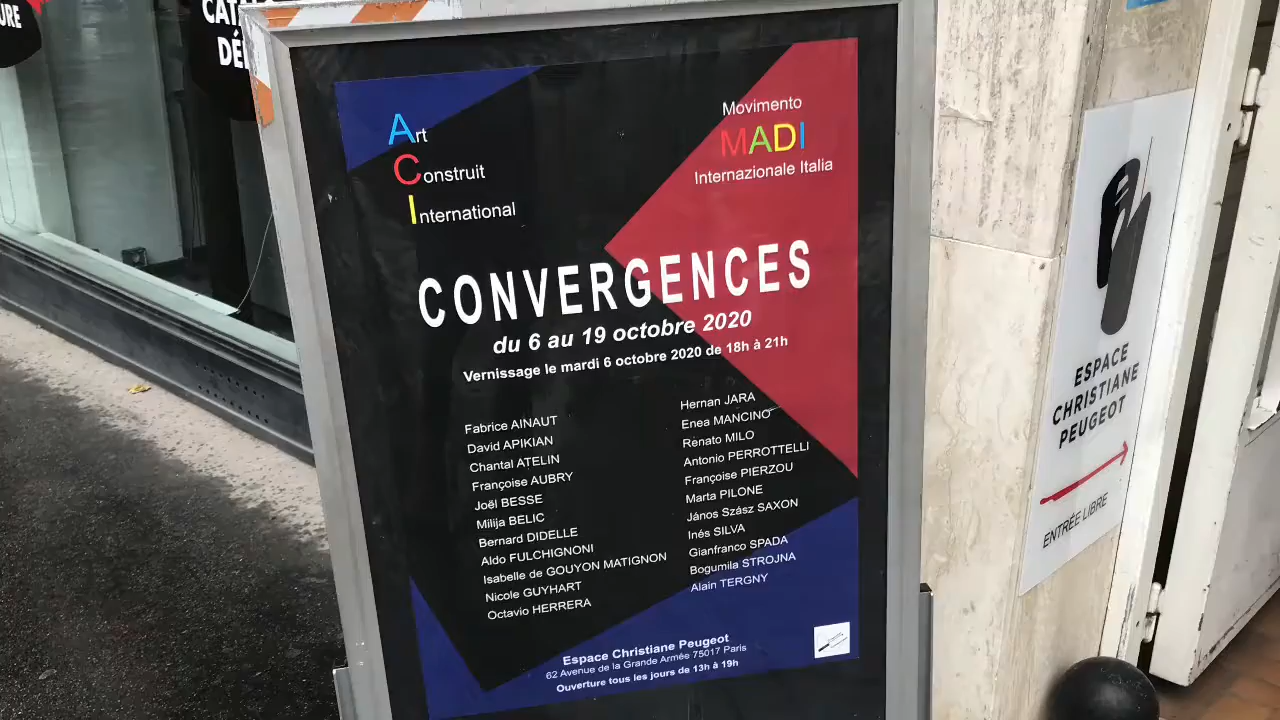 URE
CATA
DÉ
Art
Construit
International
Movimento
MADI
Internazionale Italia
CONVERGENCES
du 6 au 19 octobre 2020
Vernissage le mardi 6 octobre 2020 de 18h à 21h
Fabrice AINAUT
David APIKIAN
Chantal ATELIN
Françoise AUBRY
Joël BESSE
Milija BELIC
Bernard DIDELLE
Aldo FULCHIGNONI
Isabelle de GOUYON MATIGNON
Nicole GUYHART
Octavio HERRERA
Hernan JARA
Enea MANCINO
Renato MILO
Antonio PERROTTELLI
Françoise PIERZOU
Marta PILONE
János Szász SAXON
Inés SILVA
Gianfranco SPADA
Bogumila STROJNA
Alain TERGNY
Espace Christiane Peugeot
62 Avenue de la Grande Armée 75017 Paris
Ouverture tous les jours de 13h à 19h
ESPACE
CHRISTIANE
PEUGEOT
ENTRÉE LIBRE